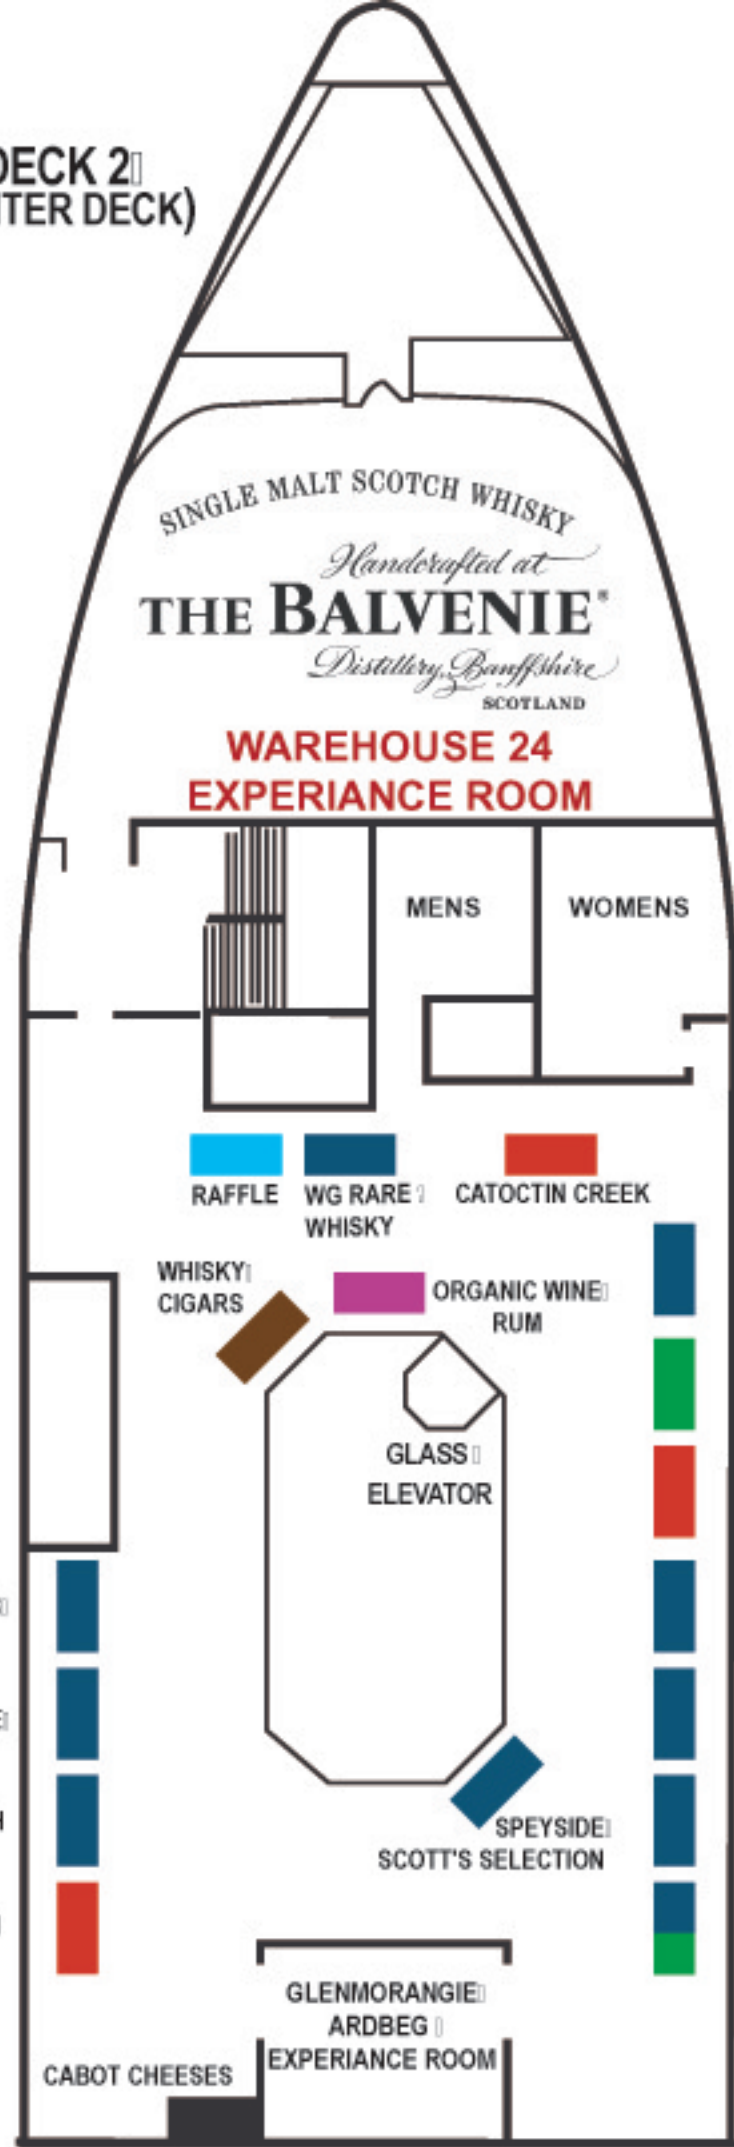 DECK 2
TER DECK)
SINGLE MALT SCOTCH WHISKY
Handcrafted at
THE BALVENIE®
Distillery, Banffshire
SCOTLAND
WAREHOUSE 24
EXPERIANCE ROOM
MENS
WOMENS
RAFFLE
WG RARE
WHISKY
CATOCTIN CREEK
WHISKY
CIGARS
ORGANIC WINE
RUM
GLASS
ELEVATOR
SPEYSIDE
SCOTT'S SELECTION
GLENMORANGIE
ARDBEG
EXPERIANCE ROOM
CABOT CHEESES